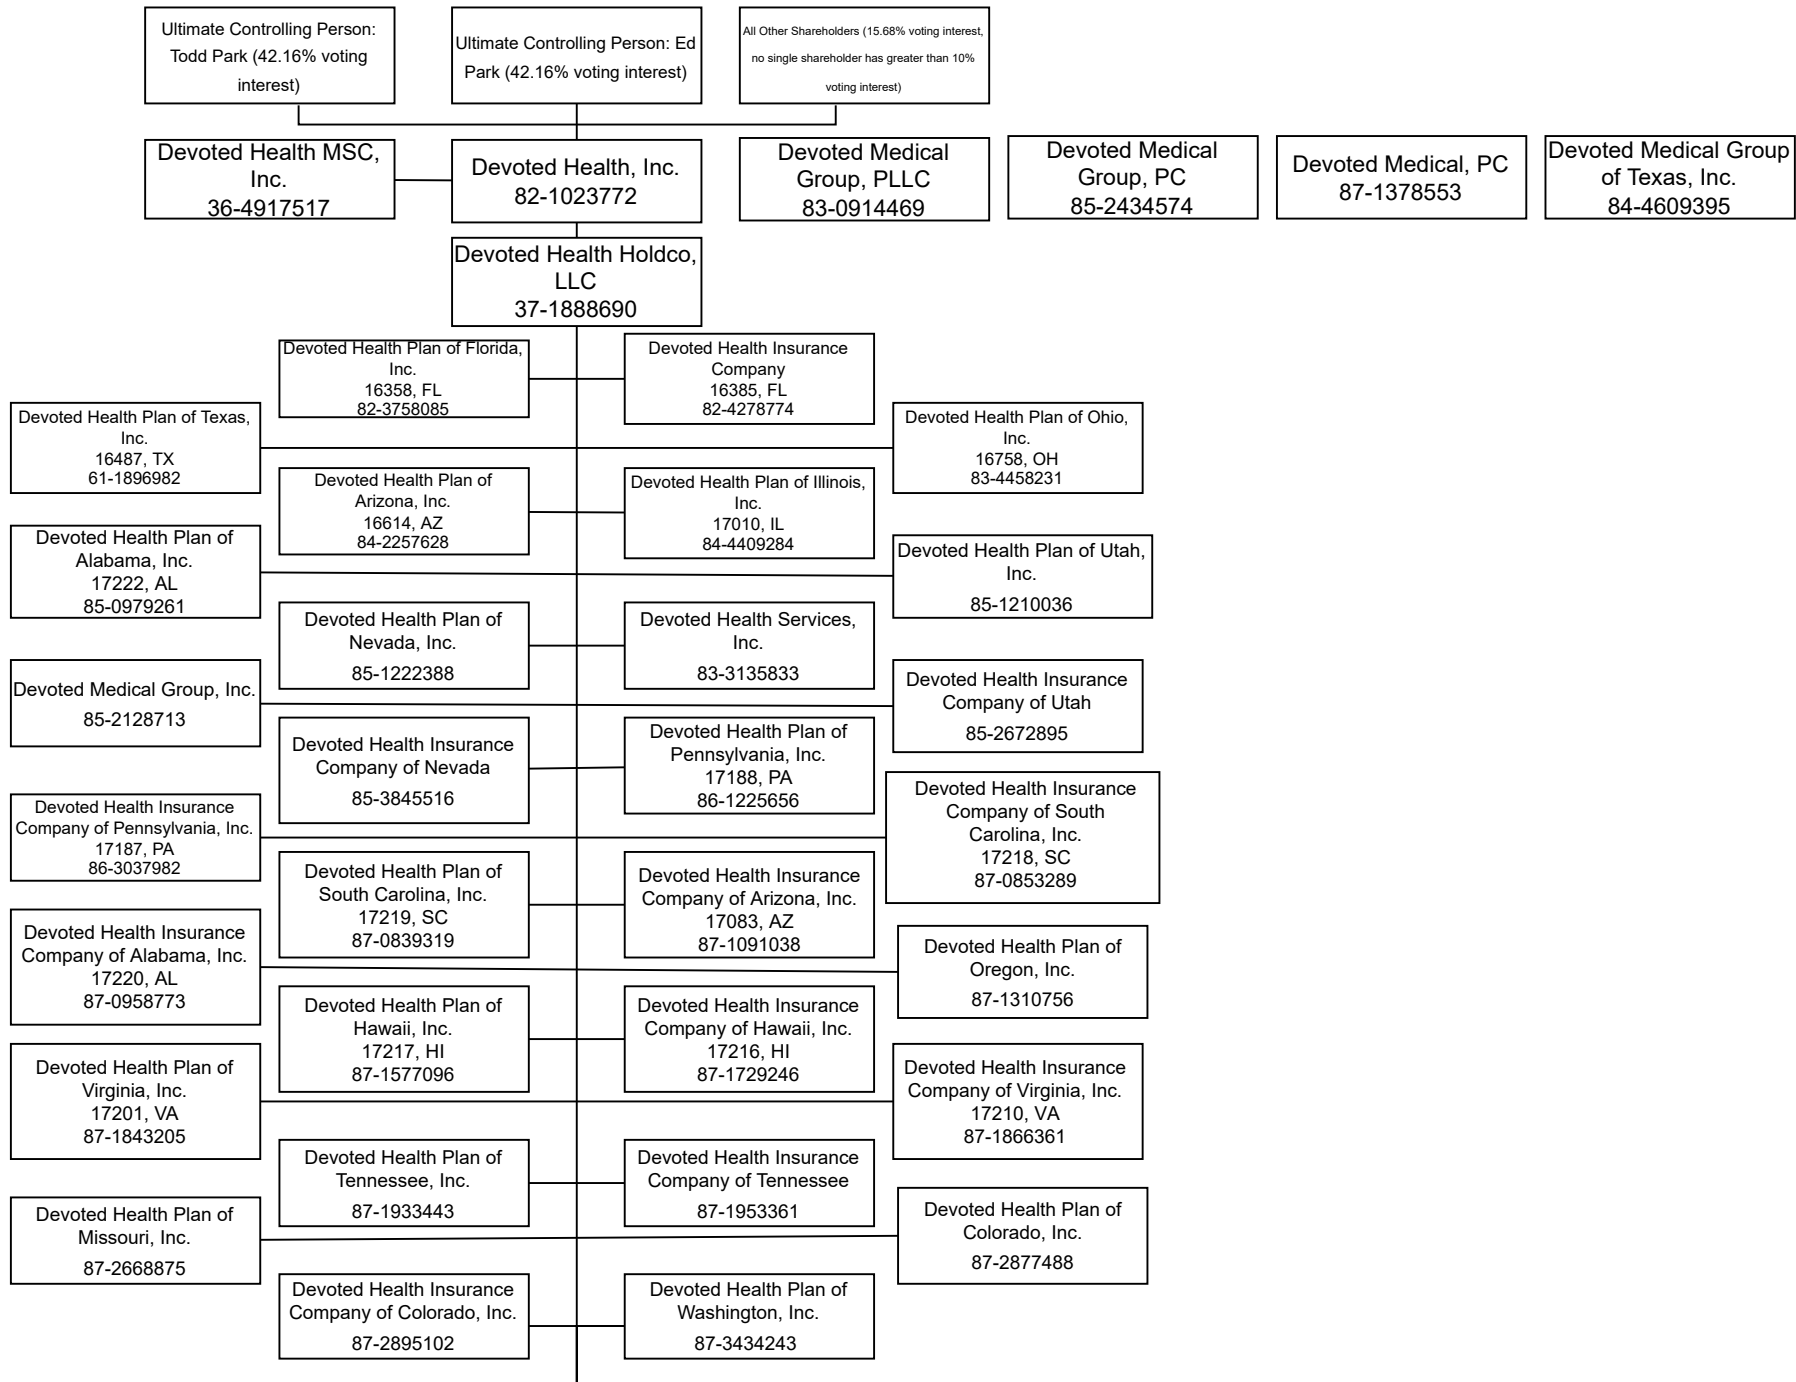 Ultimate Controlling Person:
Todd Park (42.16% voting
interest)
Ultimate Controlling Person: Ed
Park (42.16% voting interest)
All Other Shareholders (15.68% voting interest,
no single shareholder has greater than 10%
voting interest)
Devoted Health MSC,
Inc.
36-4917517
Devoted Health, Inc.
82-1023772
Devoted Medical
Group, PLLC
83-0914469
Devoted Medical
Group, PC
85-2434574
Devoted Medical, PC
87-1378553
Devoted Medical Group
of Texas, Inc.
84-4609395
Devoted Health Holdco,
LLC
37-1888690
Devoted Health Plan of Florida,
Inc.
16358, FL
82-3758085
Devoted Health Insurance
Company
16385, FL
82-4278774
Devoted Health Plan of Texas,
Inc.
16487, TX
61-1896982
Devoted Health Plan of Ohio,
Inc.
16758, OH
83-4458231
Devoted Health Plan of
Arizona, Inc.
16614, AZ
84-2257628
Devoted Health Plan of Illinois,
Inc.
17010, IL
84-4409284
Devoted Health Plan of
Alabama, Inc.
17222, AL
85-0979261
Devoted Health Plan of Utah,
Inc.
85-1210036
Devoted Health Plan of
Nevada, Inc.
85-1222388
Devoted Health Services,
Inc.
83-3135833
Devoted Medical Group, Inc.
85-2128713
Devoted Health Insurance
Company of Utah
85-2672895
Devoted Health Insurance
Company of Nevada
85-3845516
Devoted Health Plan of
Pennsylvania, Inc.
17188, PA
86-1225656
Devoted Health Insurance
Company of Pennsylvania, Inc.
17187, PA
86-3037982
Devoted Health Insurance
Company of South
Carolina, Inc.
17218, SC
87-0853289
Devoted Health Plan of
South Carolina, Inc.
17219, SC
87-0839319
Devoted Health Insurance
Company of Arizona, Inc.
17083, AZ
87-1091038
Devoted Health Insurance
Company of Alabama, Inc.
17220, AL
87-0958773
Devoted Health Plan of
Oregon, Inc.
87-1310756
Devoted Health Plan of
Hawaii, Inc.
17217, HI
87-1577096
Devoted Health Insurance
Company of Hawaii, Inc.
17216, HI
87-1729246
Devoted Health Plan of
Virginia, Inc.
17201, VA
87-1843205
Devoted Health Insurance
Company of Virginia, Inc.
17210, VA
87-1866361
Devoted Health Plan of
Tennessee, Inc.
87-1933443
Devoted Health Insurance
Company of Tennessee
87-1953361
Devoted Health Plan of
Missouri, Inc.
87-2668875
Devoted Health Plan of
Colorado, Inc.
87-2877488
Devoted Health Insurance
Company of Colorado, Inc.
87-2895102
Devoted Health Plan of
Washington, Inc.
87-3434243